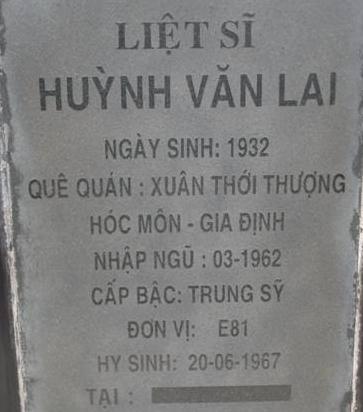 LIỆT SĨ
HUỲNH VĂN LAI
NGÀY SINH: 1932
QUÊ QUÁN : XUÂN THỚI THƯỢNG
HÓC MÔN - GIA ĐỊNH
NHẬP NGŨ : 03-1962
CẤP BẬC: TRUNG SỸ
ĐƠN VỊ: E81
HY SINH: 20-06-1967
TẠI :